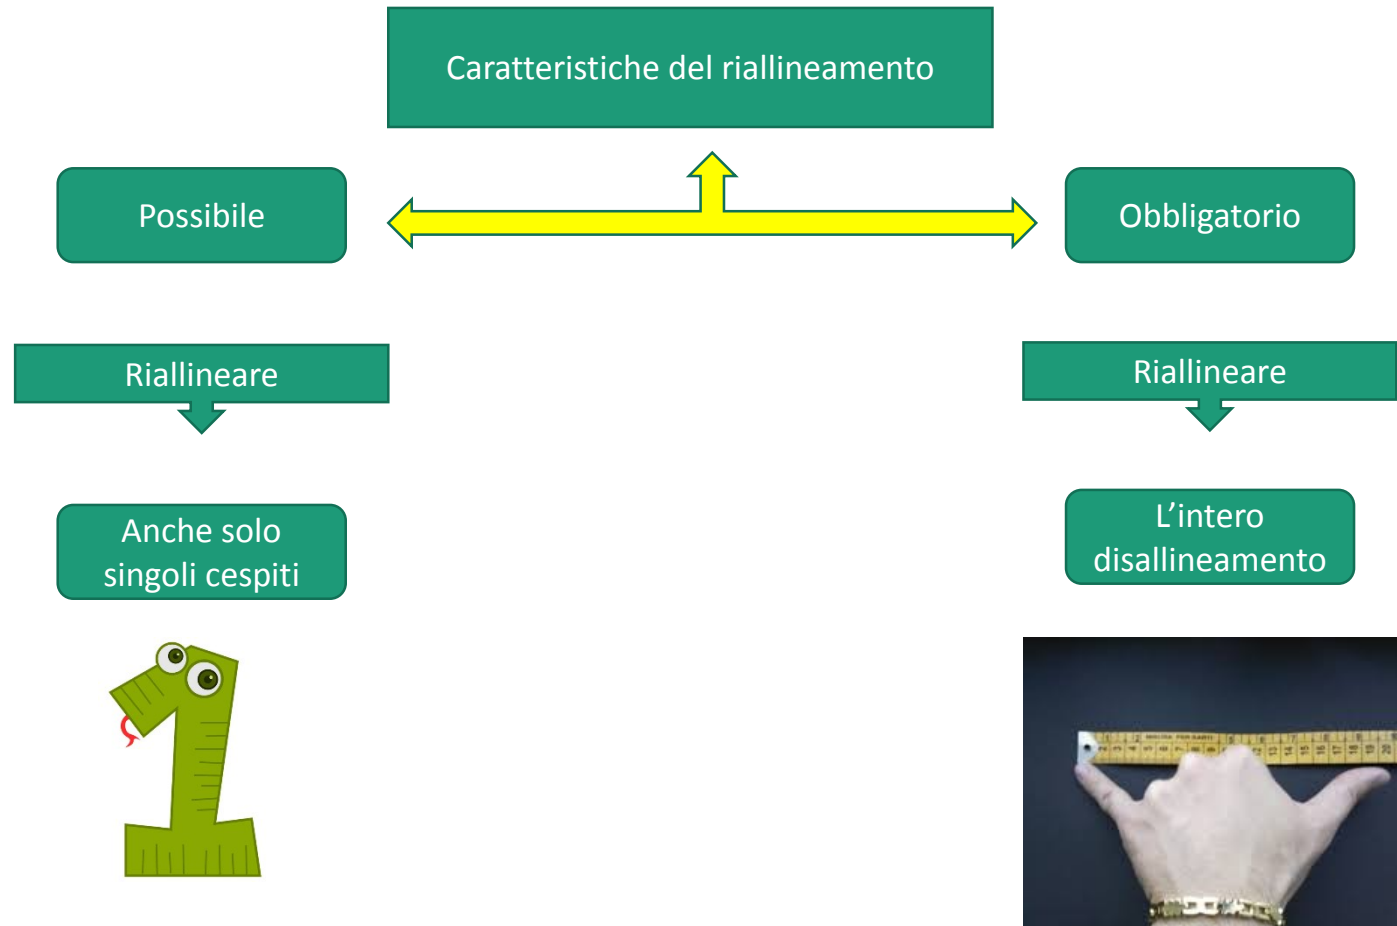 Caratteristiche del riallineamento
Possibile
Obbligatorio
Riallineare
Riallineare
Anche solo
singoli cespiti
L’intero
disallineamento